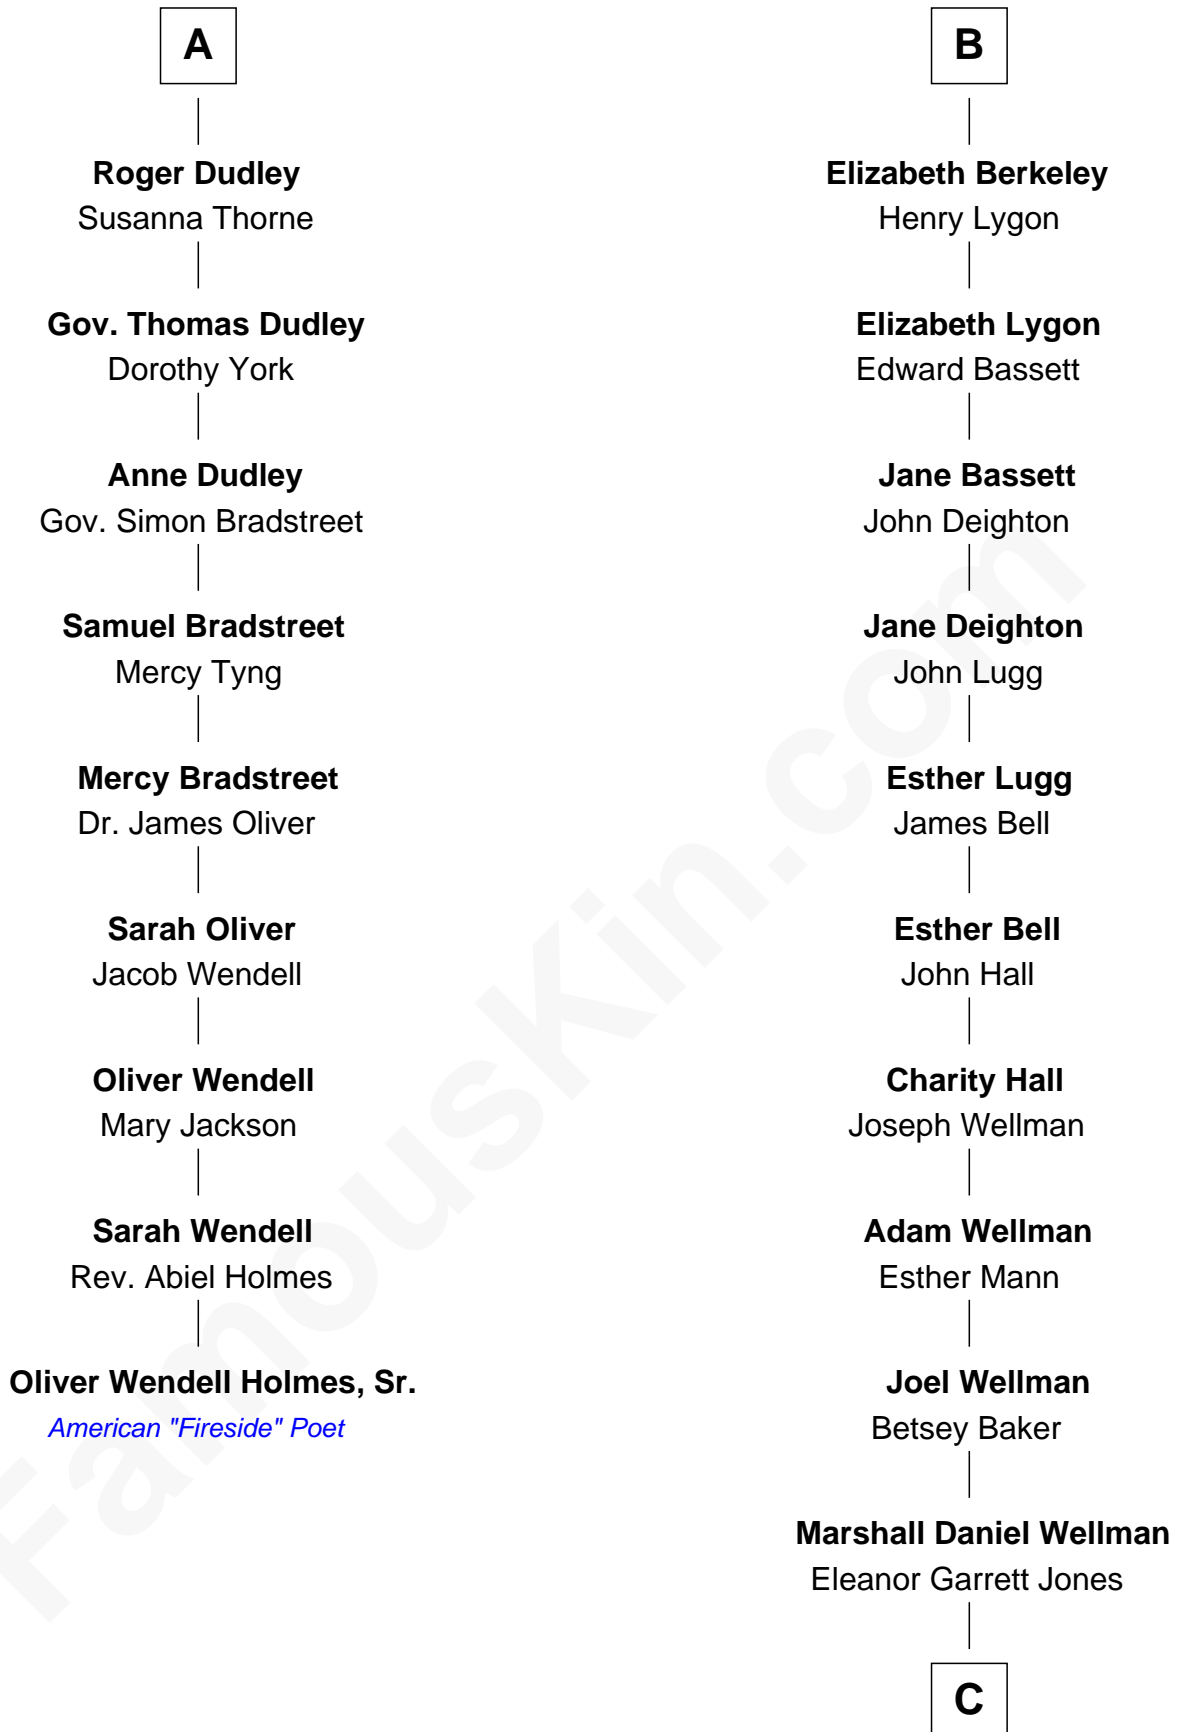 A
Roger Dudley
Susanna Thorne
Gov. Thomas Dudley
Dorothy York
Anne Dudley
Gov. Simon Bradstreet
Samuel Bradstreet
Mercy Tyng
Mercy Bradstreet
Dr. James Oliver
Sarah Oliver
Jacob Wendell
Oliver Wendell
Mary Jackson
Sarah Wendell
Rev. Abiel Holmes
Oliver Wendell Holmes, Sr.
American "Fireside" Poet
B
Elizabeth Berkeley
Henry Lygon
Elizabeth Lygon
Edward Bassett
Jane Bassett
John Deighton
Jane Deighton
John Lugg
Esther Lugg
James Bell
Esther Bell
John Hall
Charity Hall
Joseph Wellman
Adam Wellman
Esther Mann
Joel Wellman
Betsey Baker
Marshall Daniel Wellman
Eleanor Garrett Jones
C
FamousKin.com